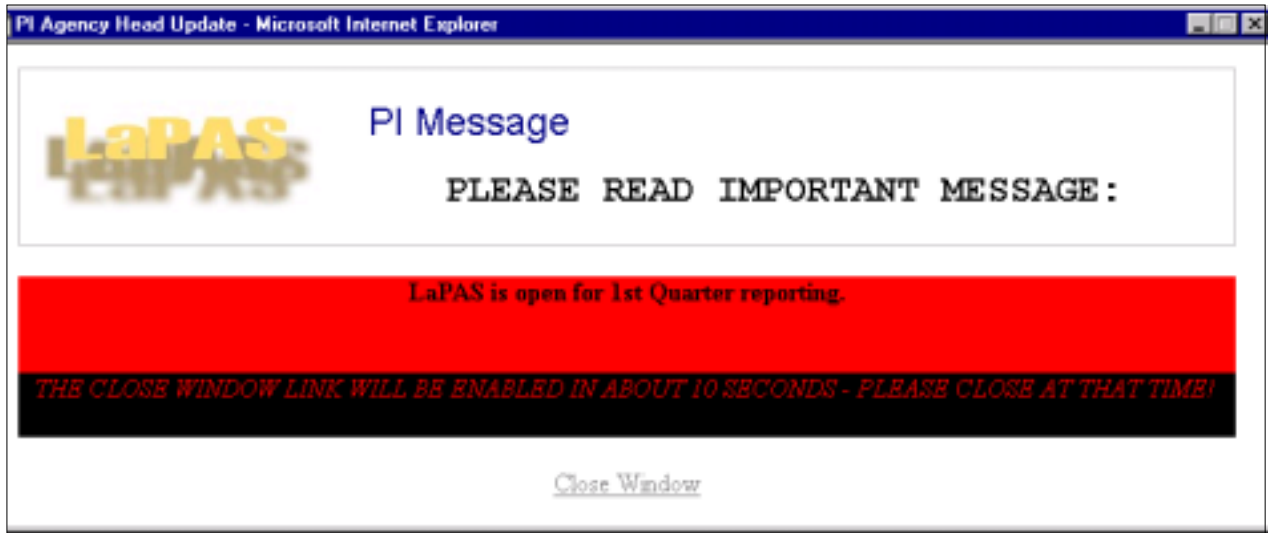 PI Agency Head Update - Microsoft Internet Explorer
LaPAS
PI Message
PLEASE READ IMPORTANT MESSAGE:
LaPAS is open for 1st Quarter reporting.
THE CLOSE WINDOW LINK WILL BE ENABLED IN ABOUT 10 SECONDS - PLEASE CLOSE AT THAT TIME!
Close Window